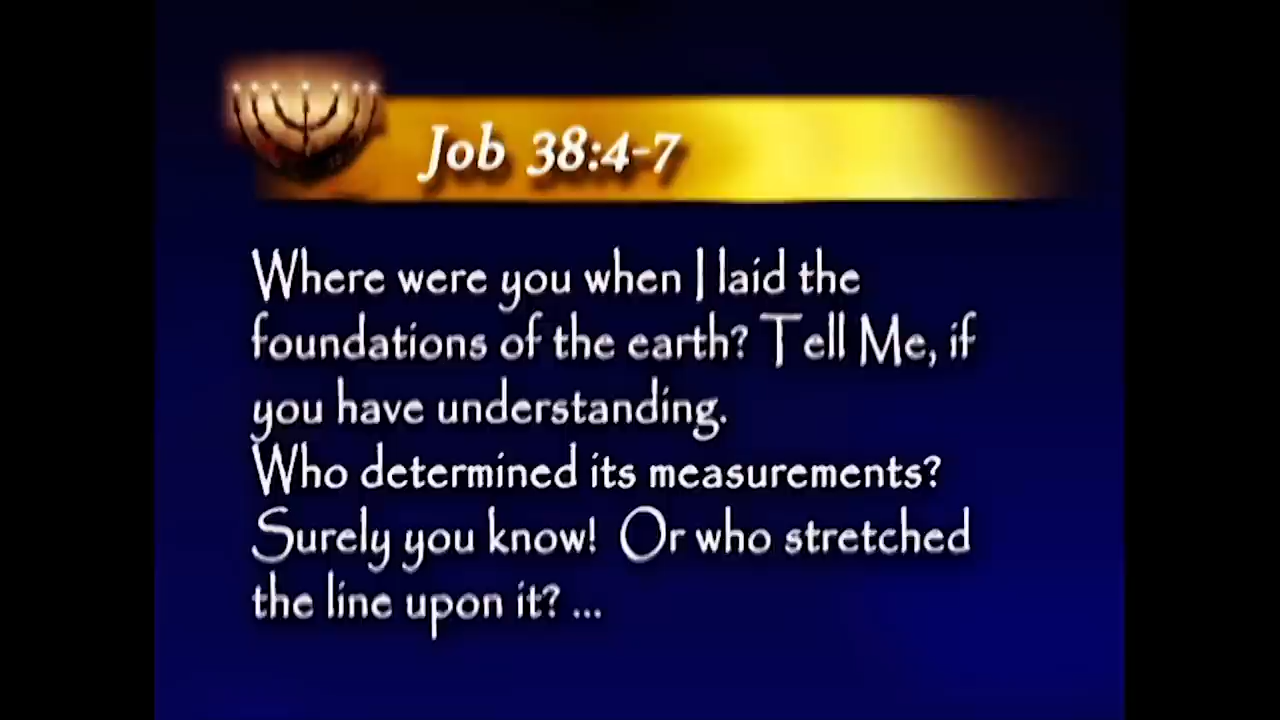 Job 38:4-7
Where were you when I laid the
foundations of the earth? Tell Me, if
you have understanding.
Who determined its measurements?
Surely you know! Or who stretched
the line upon it? ...